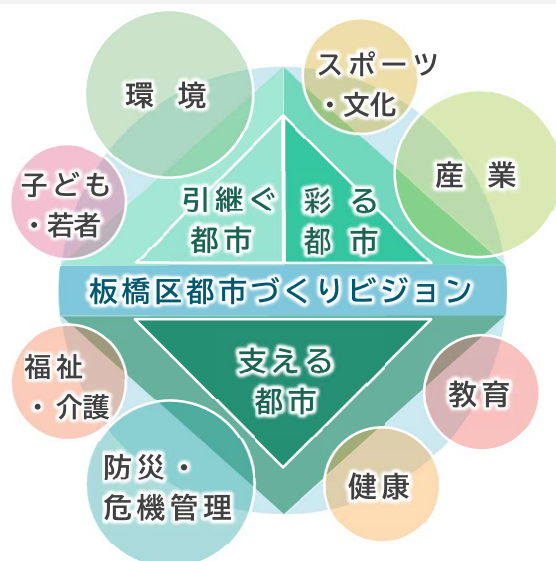 環境
スポーツ
・文化
産業
子ども
・若者
引継ぐ
都市
彩る
都市
板橋区都市づくりビジョン
支える
都市
福祉
・介護
教育
防災・
危機管理
健康